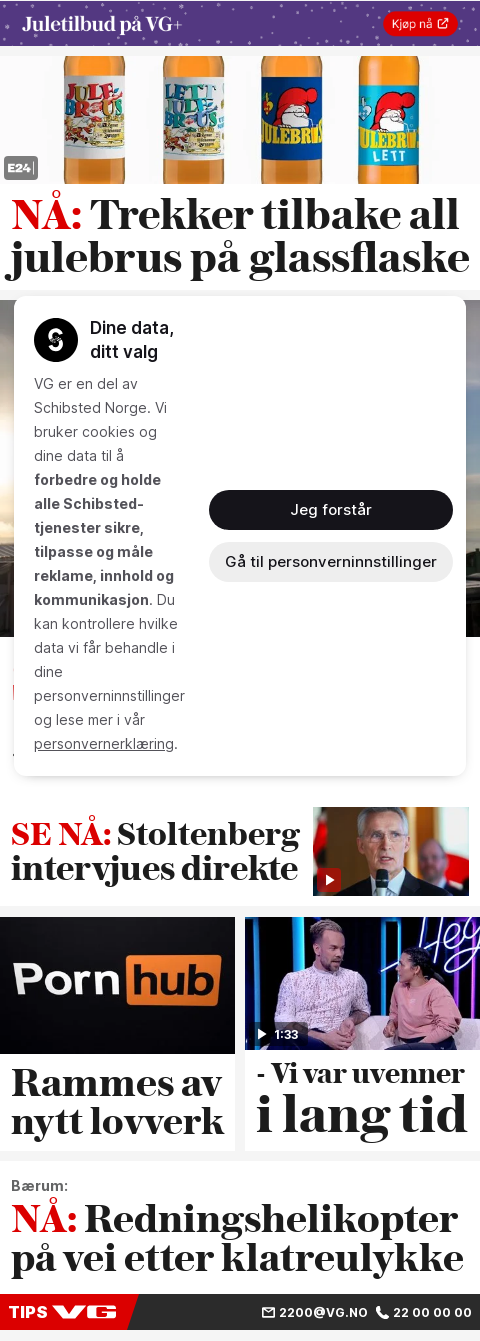 Juletilbud på VG+
Kjøp nå
JULE
BRUS
LETT
JULE
BRUS
JULEBRUS
JULEBRUS
LETT
E24
NÅ: Trekker tilbake all
julebrus på glassflaske
Dine data,
ditt valg
VG er en del av
Schibsted Norge. Vi
bruker cookies og
dine data til å
forbedre og holde
alle Schibsted-
tjenester sikre,
tilpasse og måle
reklame, innhold og
kommunikasjon. Du
kan kontrollere hvilke
data vi får behandle i
dine
personverninnstillinger
og lese mer i vår
personvernerklæring.
Jeg forstår
Gå til personverninnstillinger
SE NÅ: Stoltenberg
intervjues direkte
Porn hub
Rammes av
nytt lovverk
Hey
1:33
- Vi var uvenner
i lang tid
Bærum:
NÅ: Redningshelikopter
på vei etter klatreulykke
TIPS VG
2200@VG.NO
22 00 00 00